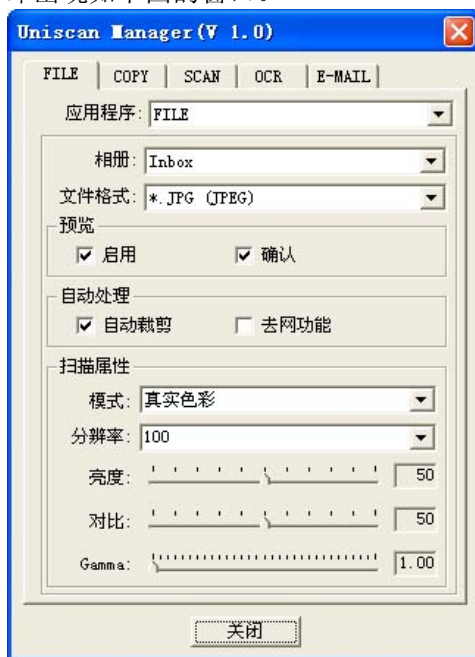 Uniscan Manager(V 1.0)
FILE COPY SCAN OCR E-MAIL
应用程序: FILE
相册: Inbox
文件格式: *.JPG (JPEG)
预览
启用 确认
自动处理
自动裁剪 去网功能
扫描属性
模式: 真实色彩
分辨率: 100
亮度: 50
对比: 50
Gamma: 1.00
关闭